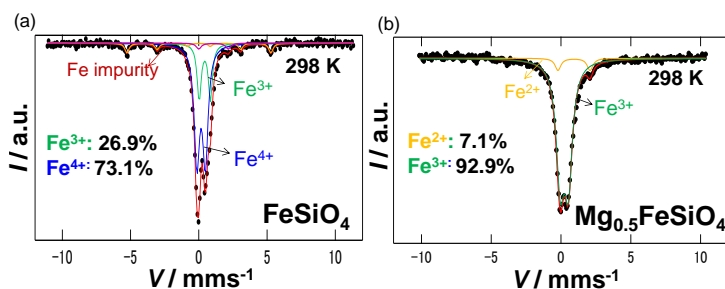 (a)
I / a.u.
Fe impurity
298 K
Fe³⁺
Fe³⁺: 26.9%
Fe⁴⁺: 73.1%
Fe⁴⁺
FeSiO₄
-10 -5 0 5 10
V / mms⁻¹
(b)
I / a.u.
298 K
Fe²⁺
Fe³⁺
Fe²⁺: 7.1%
Fe³⁺: 92.9%
Mg₀.₅FeSiO₄
-10 -5 0 5 10
V / mms⁻¹